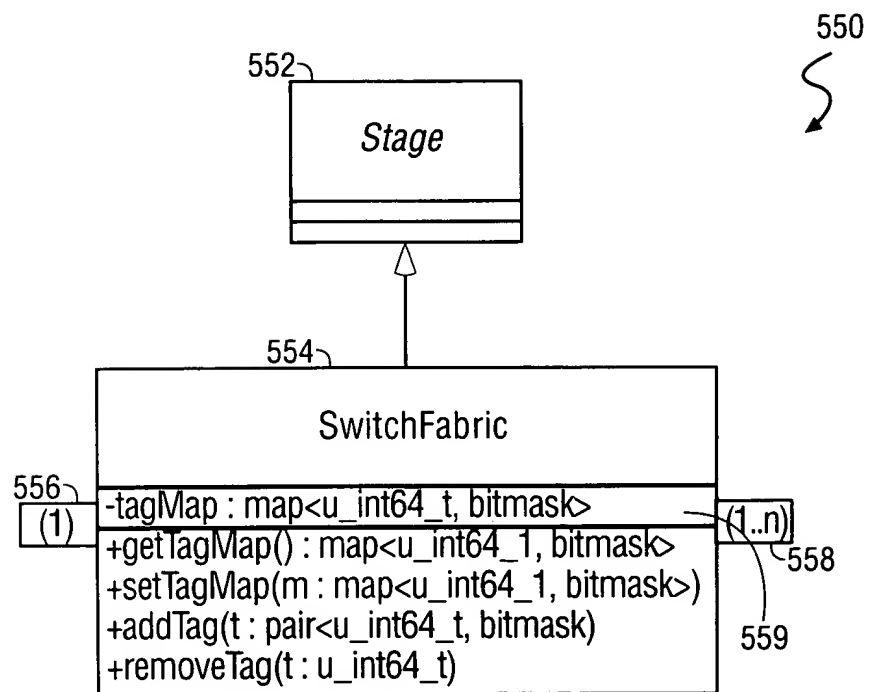 550
552
Stage
554
SwitchFabric
556
(1)
-tagMap : map<u_int64_t, bitmask>
(1..n)
558
+getTagMap() : map<u_int64_1, bitmask>
+setTagMap(m : map<u_int64_1, bitmask>)
+addTag(t : pair<u_int64_t, bitmask)
559
+removeTag(t : u_int64_t)